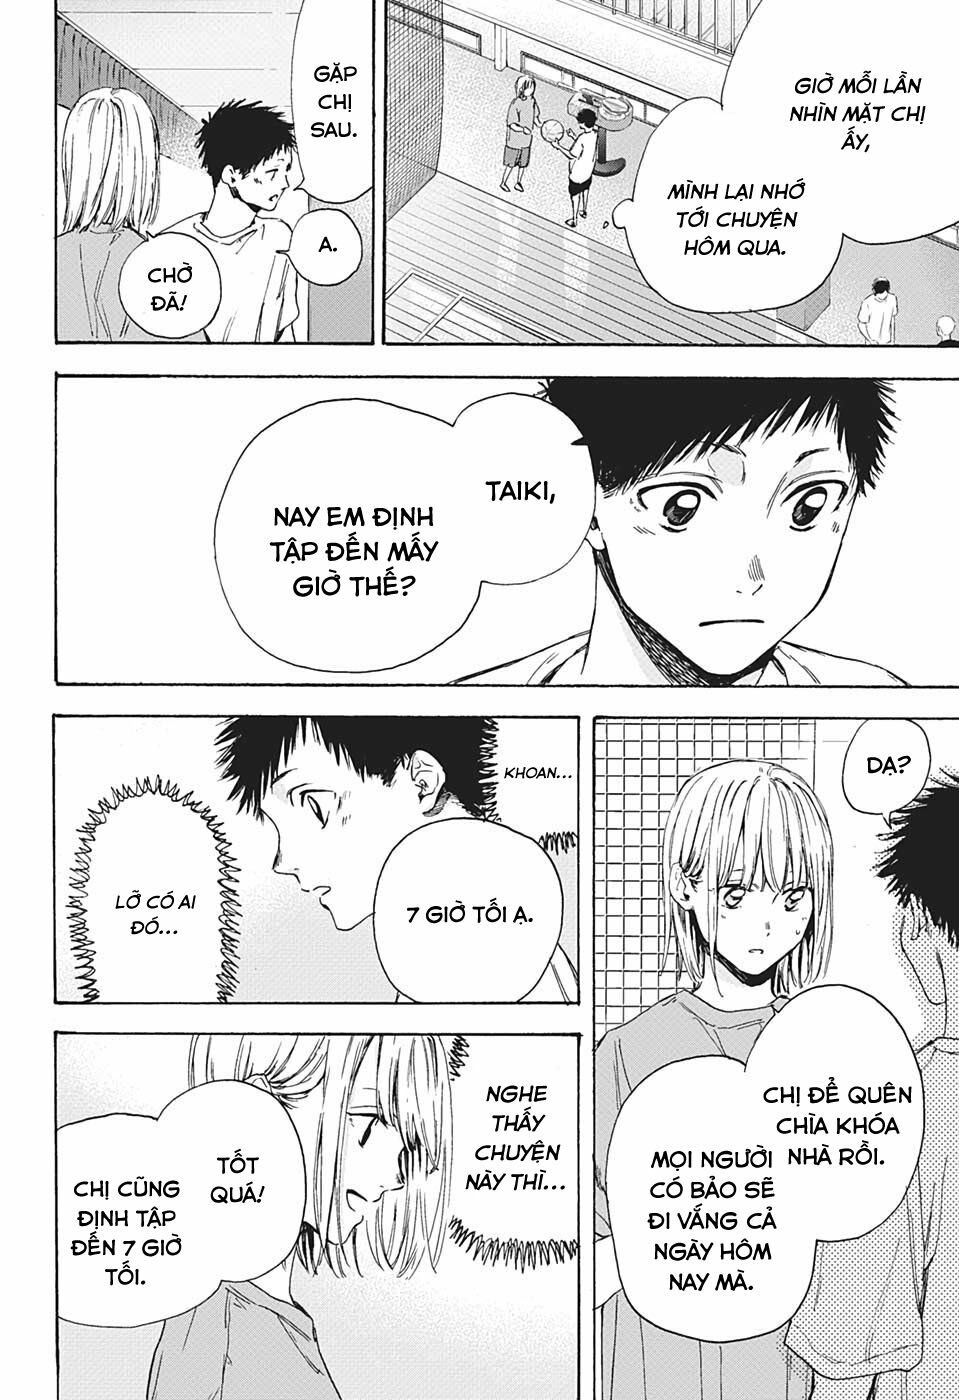 GIỜ MỖI LẦN
NHÌN MẶT CHỊ
ẤY,
MÌNH LẠI NHỚ
TỚI CHUYỆN
HÔM QUA.
GẶP
CHỊ
SAU.
A.
CHỜ
ĐÃ!
TAIKI,
NAY EM ĐỊNH
TẬP ĐẾN MẤY
GIỜ THẾ?
DẠ?
CHỊ ĐỂ QUÊN
CHÌA KHÓA
NHÀ RỒI.
MỌI NGƯỜI
CÓ BẢO SẼ
ĐI VẮNG CẢ
NGÀY HÔM
NAY MÀ.
KHOAN...
7 GIỜ TỐI Ạ.
LỠ CÓ AI
ĐÓ...
NGHE
THẤY
CHUYỆN
NÀY THÌ...
TỐT
QUÁ!
CHỊ CŨNG
ĐỊNH TẬP
ĐẾN 7 GIỜ
TỐI.